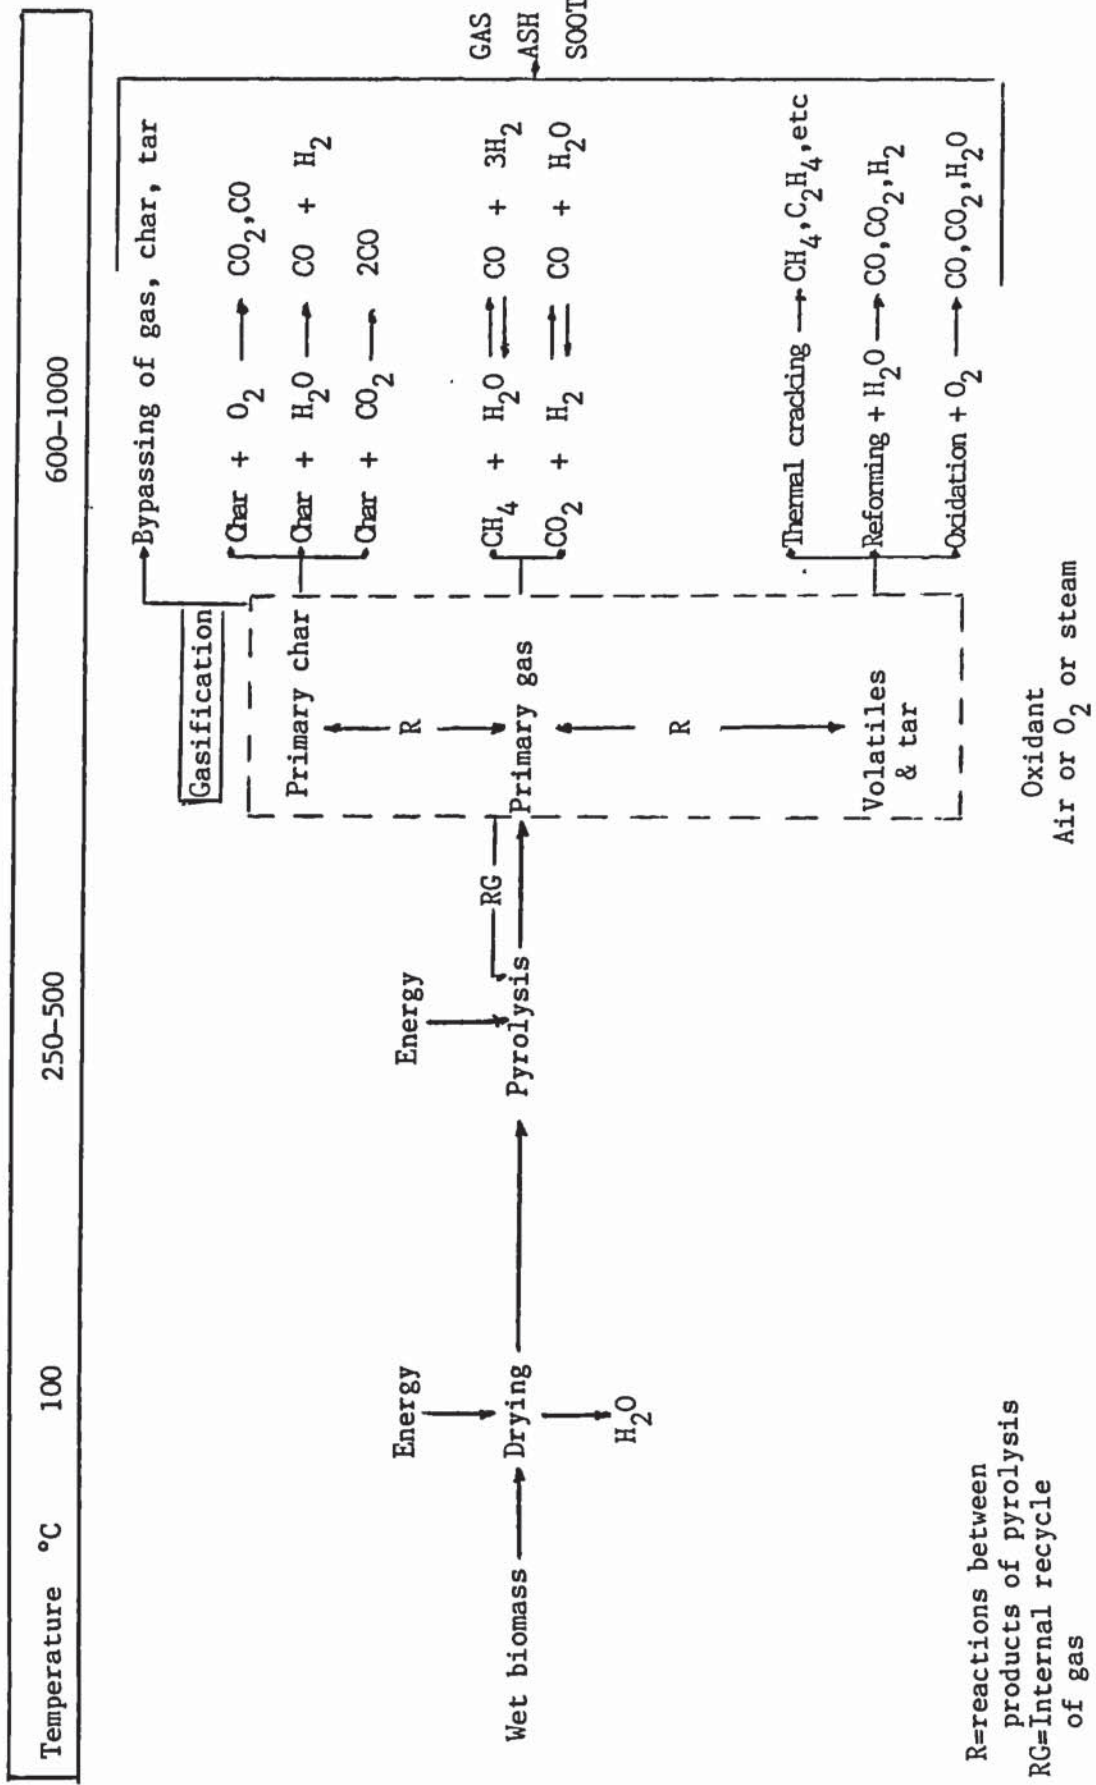 Temperature °C 100 250-500 600-1000
Bypassing of gas, char, tar
Gasification
Char + O2 → CO2,CO
Char + H2O → CO + H2
Char + CO2 → 2CO
Primary char
R
Energy
Energy
RG
CH4 + H2O ⇌ CO + 3H2
CO2 + H2 ⇌ CO + H2O
GAS
ASH
SOOT
Wet biomass → Drying → Pyrolysis → Primary gas
H2O
R
Thermal cracking → CH4,C2H4,etc
Volatiles
& tar
Reforming + H2O → CO,CO2,H2
Oxidation + O2 → CO,CO2,H2O
Oxidant
Air or O2 or steam
R=reactions between
products of pyrolysis
RG=Internal recycle
of gas